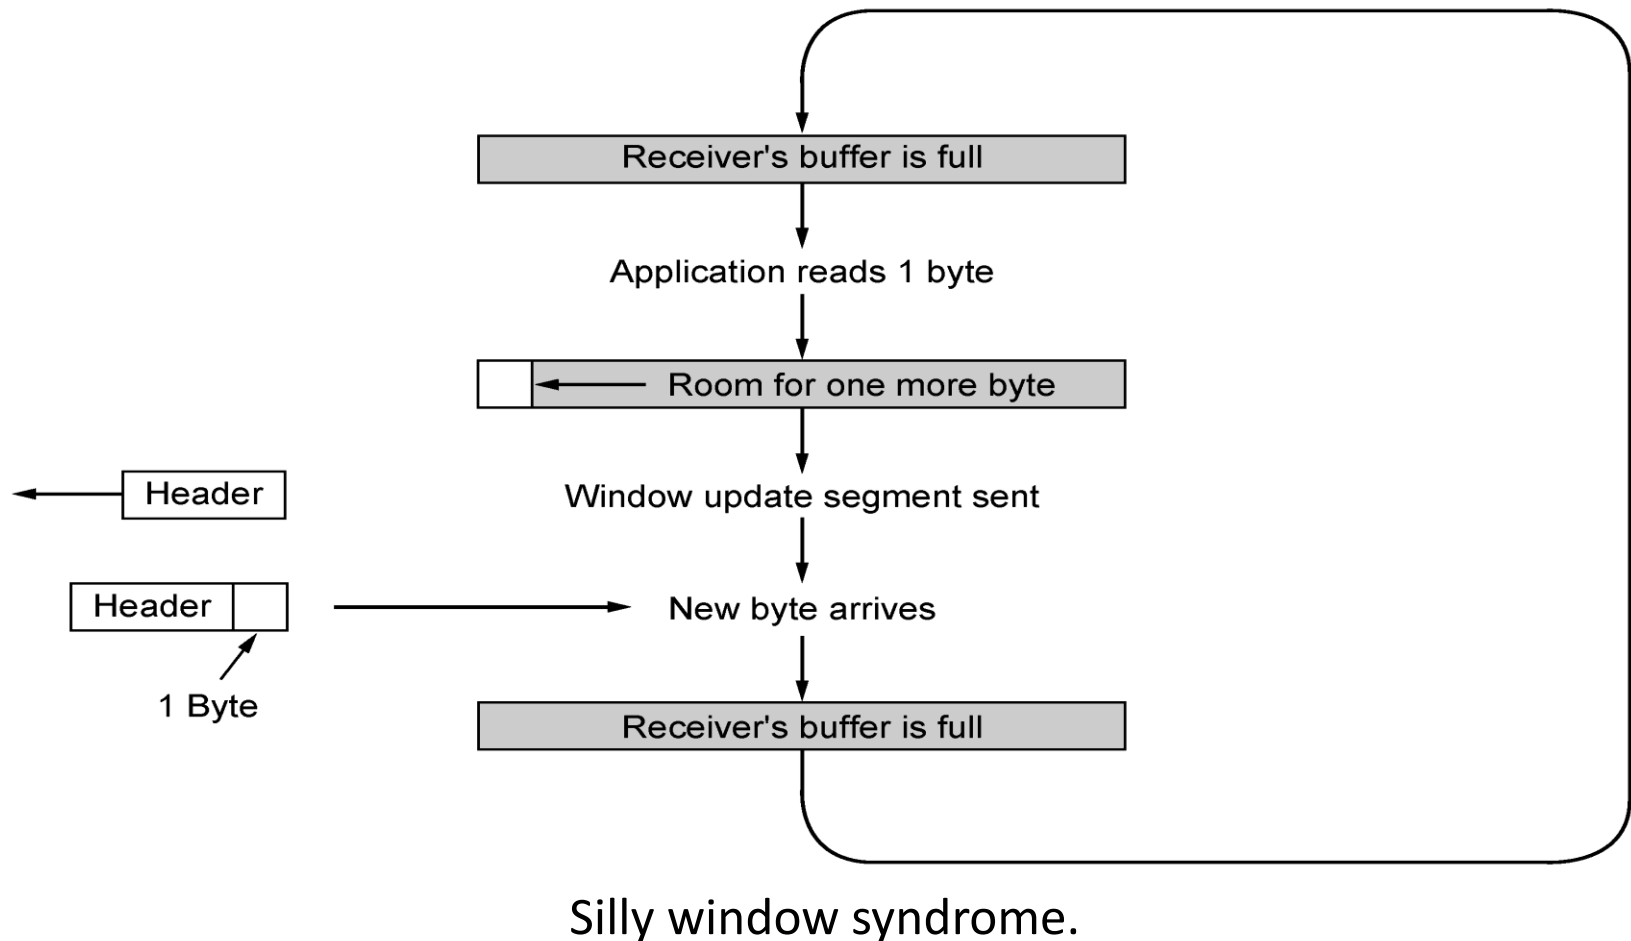 Receiver's buffer is full
Application reads 1 byte
Room for one more byte
Header
Window update segment sent
Header
New byte arrives
1 Byte
Receiver's buffer is full
Silly window syndrome.